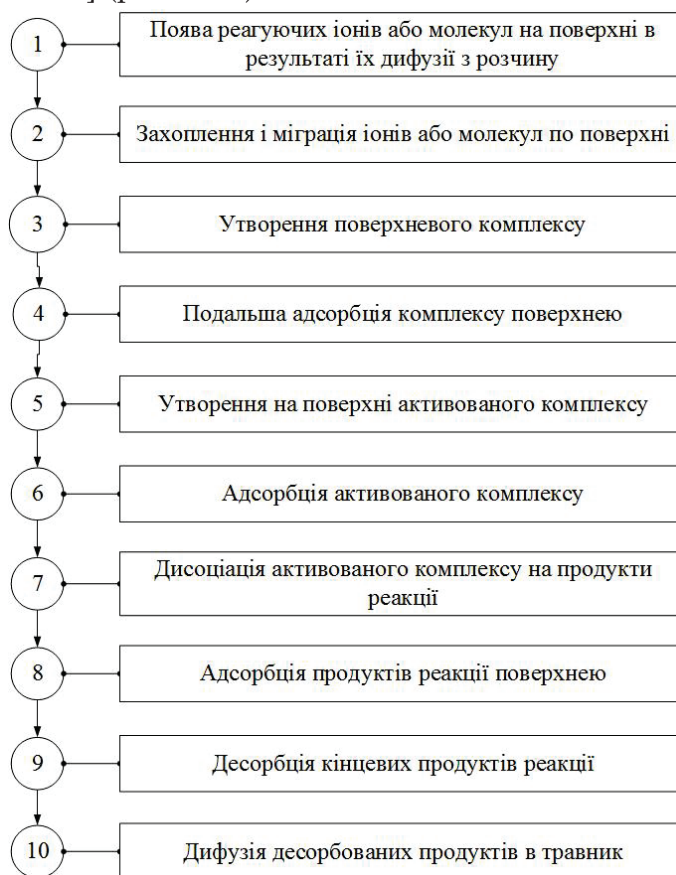 1
Поява реагуючих іонів або молекул на поверхні в
результаті їх дифузії з розчину
2
Захоплення і міграція іонів або молекул по поверхні
3
Утворення поверхневого комплексу
4
Подальша адсорбція комплексу поверхнею
5
Утворення на поверхні активованого комплексу
6
Адсорбція активованого комплексу
7
Дисоціація активованого комплексу на продукти
реакції
8
Адсорбція продуктів реакції поверхнею
9
Десорбція кінцевих продуктів реакції
10
Дифузія десорбованих продуктів в травник